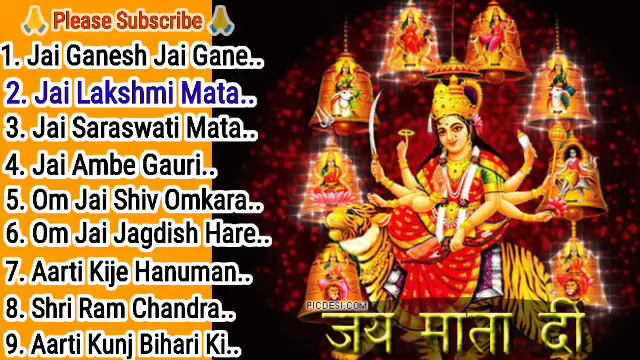 🙏 Please Subscribe 🙏
1. Jai Ganesh Jai Gane..
2. Jai Lakshmi Mata..
3. Jai Saraswati Mata..
4. Jai Ambe Gauri..
5. Om Jai Shiv Omkara..
6. Om Jai Jagdish Hare..
7. Aarti Kije Hanuman..
8. Shri Ram Chandra..
9. Aarti Kunj Bihari Ki..
PICDESI.COM
जय माता दी